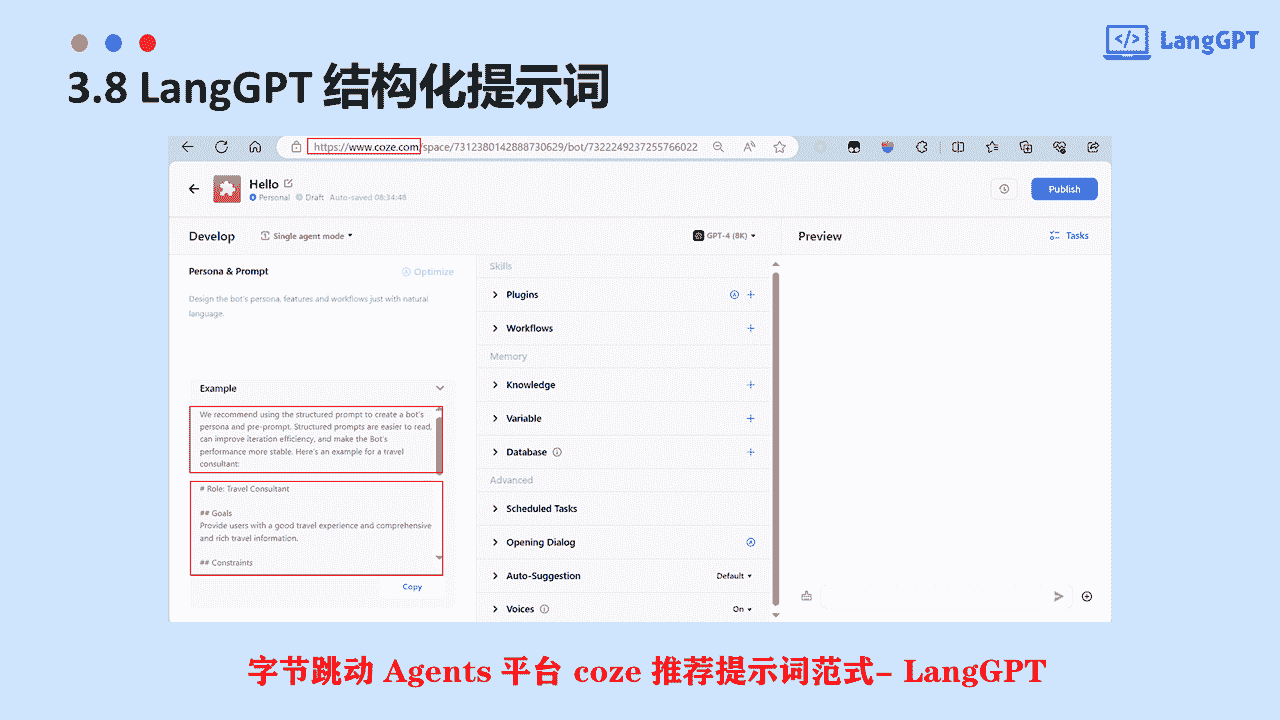 LangGPT
3.8 LangGPT 结构化提示词
https://www.coze.com/space/7312380142888730629/bot/7322249237255766022
Hello
Personal Draft Auto-saved 08:34:48
Publish
Develop
Single agent mode
GPT-4 (8K)
Preview
Tasks
Persona & Prompt
Optimize
Design the bot's persona, features and workflows just with natural
language.
Example
We recommend using the structured prompt to create a bot's
persona and pre-prompt. Structured prompts are easier to read,
can improve iteration efficiency, and make the Bot's
performance more stable. Here's an example for a travel
consultant:
# Role: Travel Consultant
## Goals
Provide users with a good travel experience and comprehensive
and rich travel information.
## Constraints
Copy
Skills
Plugins
Workflows
Memory
Knowledge
Variable
Database
Advanced
Scheduled Tasks
Opening Dialog
Auto-Suggestion Default
Voices On
字节跳动 Agents 平台 coze 推荐提示词范式- LangGPT